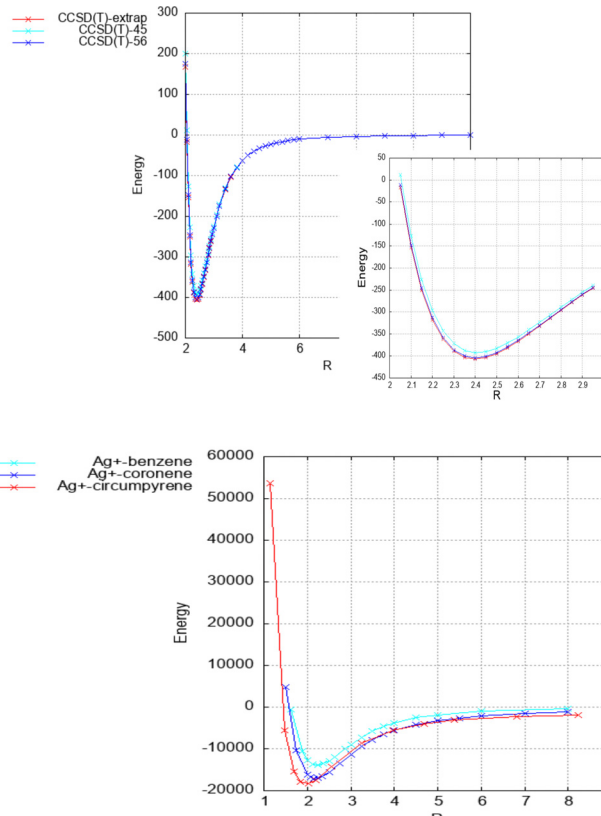 CCSD(T)-extrap
CCSD(T)-45
CCSD(T)-56
300
200
100
0
-100
-200
-300
-400
-500
Energy
2 4 6
R
50
0
-50
-100
-150
-200
-250
-300
-350
-400
-450
Energy
2 2.1 2.2 2.3 2.4 2.5 2.6 2.7 2.8 2.9
R
Ag+-benzene
Ag+-coronene
Ag+-circumpyrene
60000
50000
40000
30000
20000
10000
0
-10000
-20000
Energy
1 2 3 4 5 6 7 8